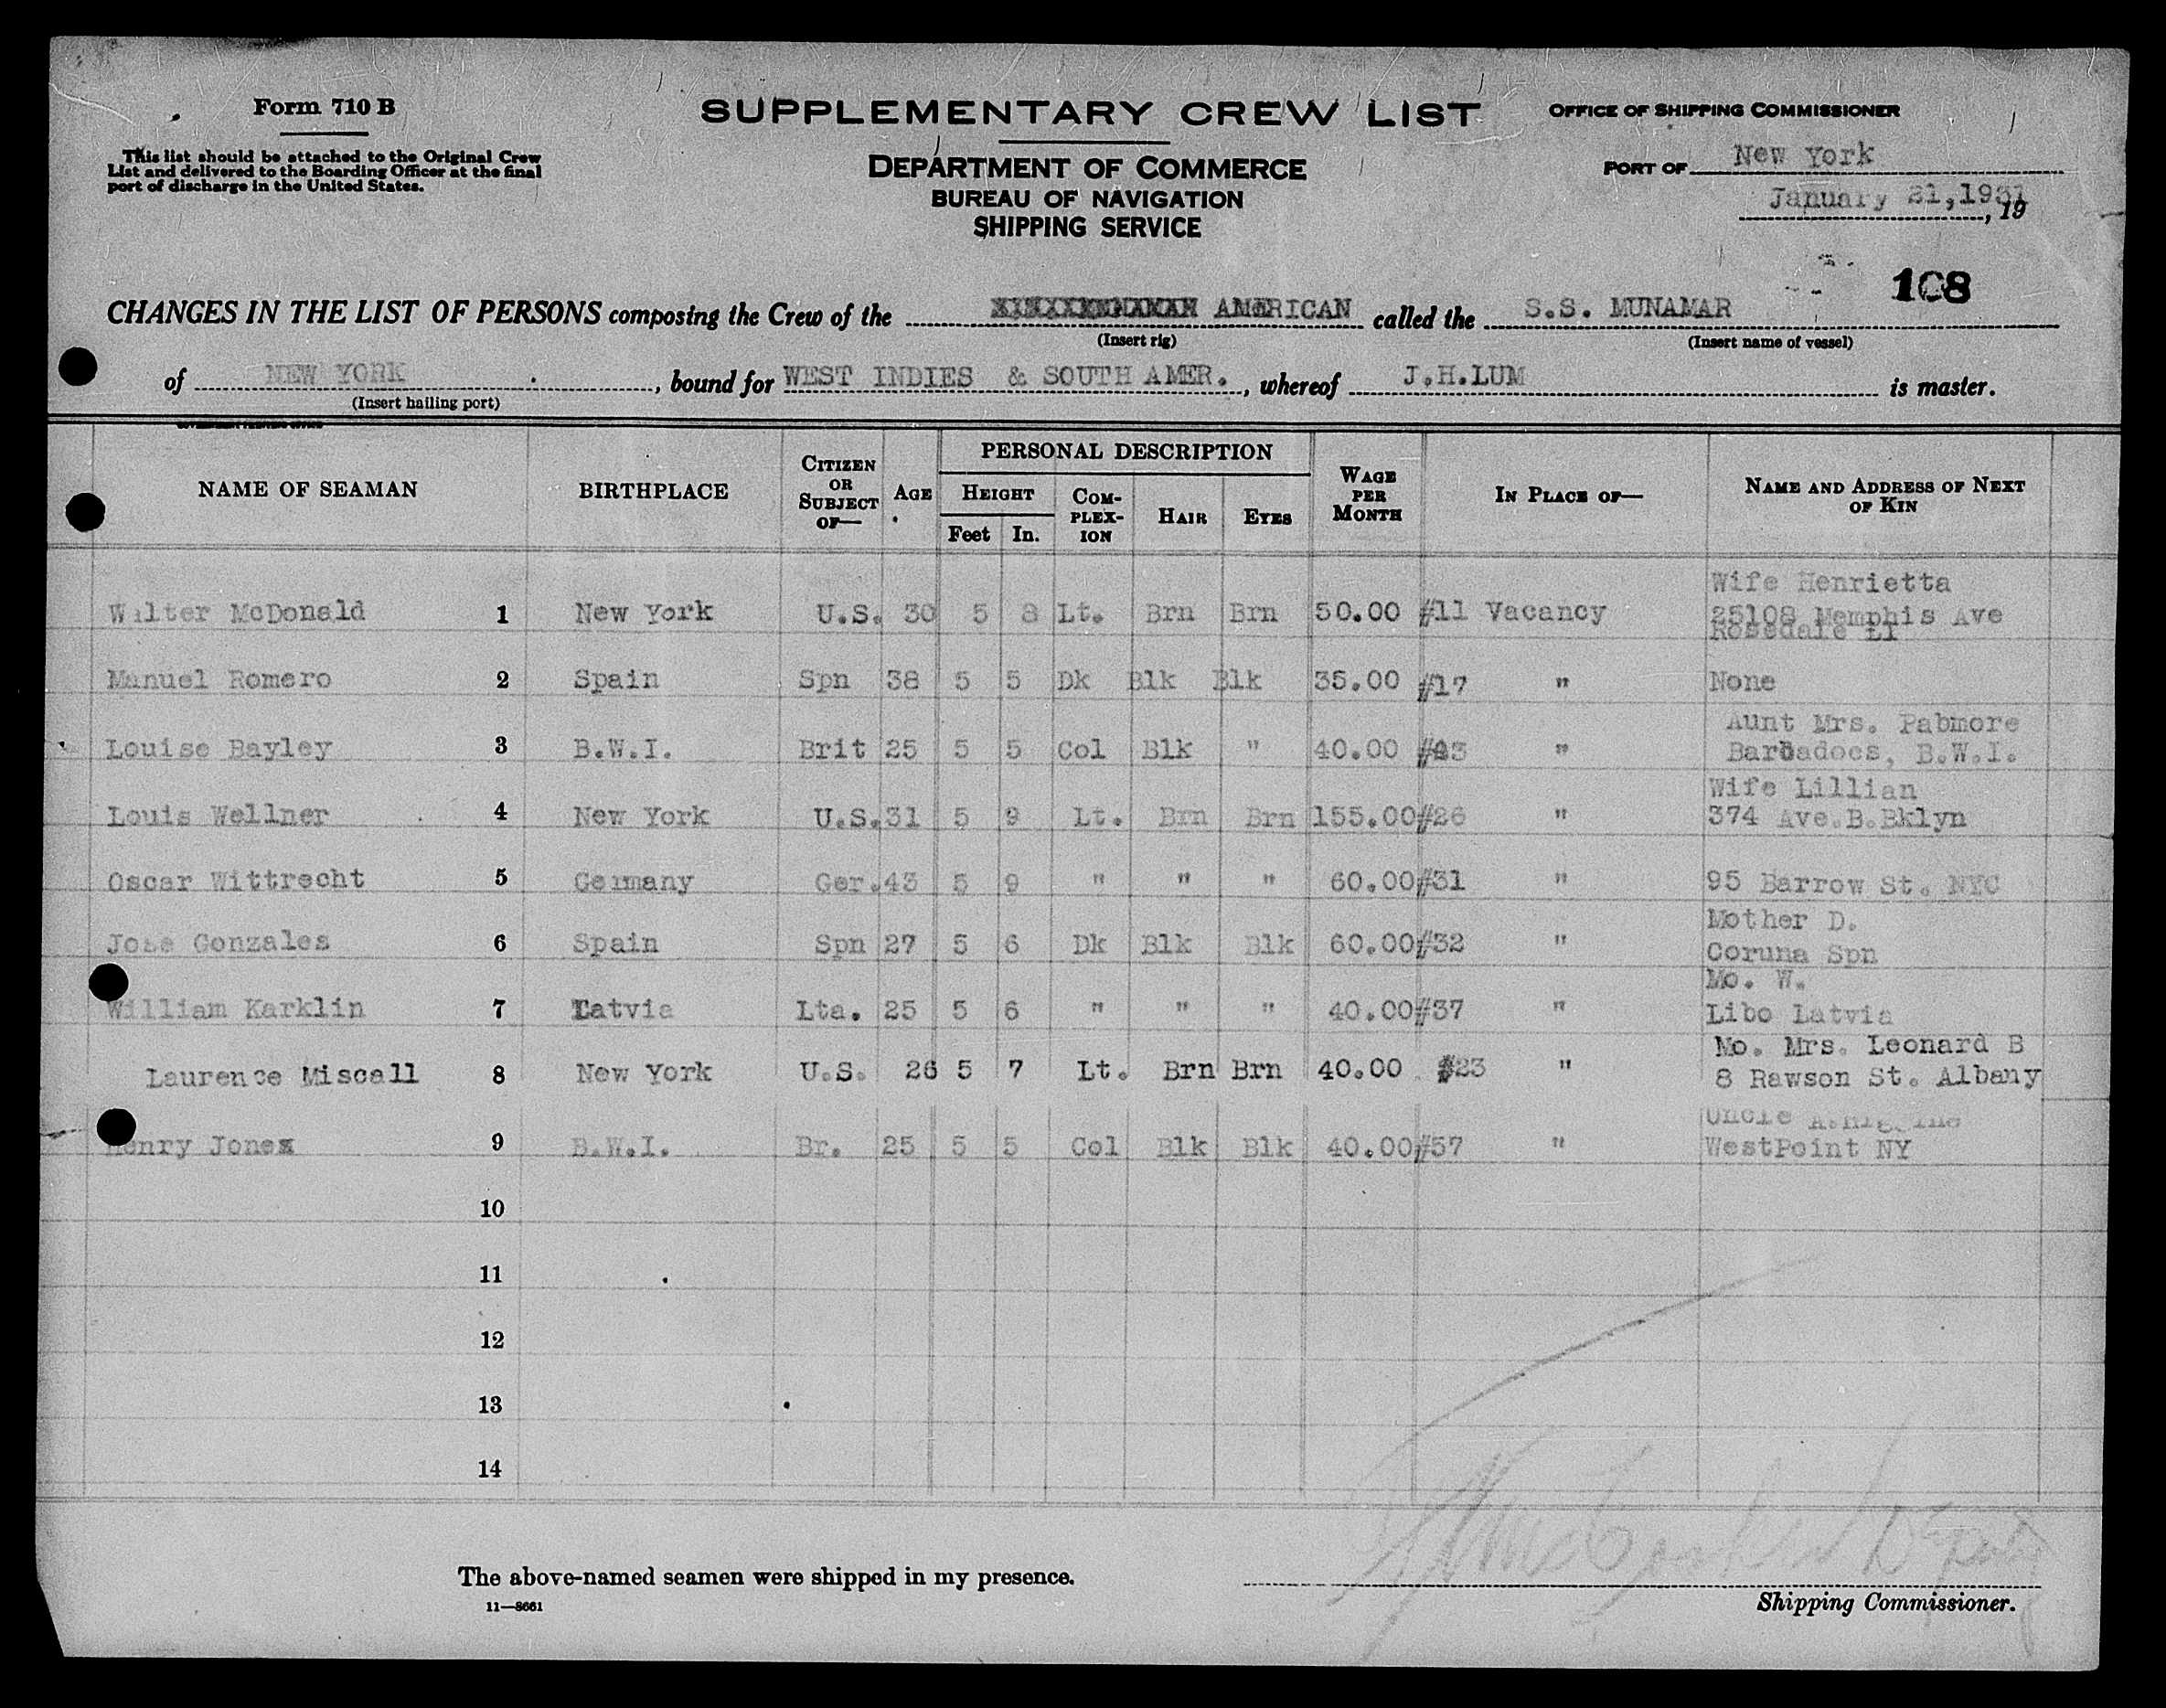 Form 710 B
This list should be attached to the Original Crew
List and delivered to the Boarding Officer at the final
port of discharge in the United States.
SUPPLEMENTARY CREW LIST
DEPARTMENT OF COMMERCE
BUREAU OF NAVIGATION
SHIPPING SERVICE
OFFICE OF SHIPPING COMMISSIONER
PORT OF New York
January 21,1931, 19
108
CHANGES IN THE LIST OF PERSONS composing the Crew of the AMERICAN called the S.S. MUNAMAR
(Insert rig) (Insert name of vessel)
of NEW YORK, bound for WEST INDIES & SOUTH AMER., whereof J.H.LUM is master.
(Insert hailing port)
GOVERNMENT PRINTING OFFICE
NAME OF SEAMAN BIRTHPLACE CITIZEN OR SUBJECT OF— AGE PERSONAL DESCRIPTION WAGE PER MONTH IN PLACE OF— NAME AND ADDRESS OF NEXT OF KIN
HEIGHT COMPLEXION HAIR EYES
Feet In.
Wife Henrietta
Walter McDonald 1 New York U.S. 30 5 8 Lt. Brn Brn 50.00 #11 Vacancy 25108 Memphis Ave
Rosedale LI
Manuel Romero 2 Spain Spn 38 5 5 Dk Blk Blk 35.00 #17 " None
Aunt Mrs. Pabmore
Louise Bayley 3 B.W.I. Brit 25 5 5 Col Blk " 40.00 " Barbadoes, B.W.I.
Wife Lillian
Louis Wellner 4 New York U.S. 31 5 9 Lt. Brn Brn 155.00 #26 " 374 Ave.B.Bklyn
Oscar Wittrecht 5 Germany Ger. 43 5 9 " " " 60.00 #31 " 95 Barrow St. NYC
Mother D.
Jose Gonzales 6 Spain Spn 27 5 6 Dk Blk Blk 60.00 #32 " Coruna Spn
Mo. W.
William Karklin 7 Latvia Lta. 25 5 6 " " " 40.00 #37 " Libo Latvia
Mo. Mrs. Leonard B
Laurence Miscall 8 New York U.S. 26 5 7 Lt. Brn Brn 40.00 #23 " 8 Rawson St. Albany
Uncle
Henry Jones 9 B.W.I. Br. 25 5 5 Col Blk Blk 40.00 #57 " WestPoint NY
10
11
12
13
14
The above-named seamen were shipped in my presence.
11—8661
Deputy
Shipping Commissioner.